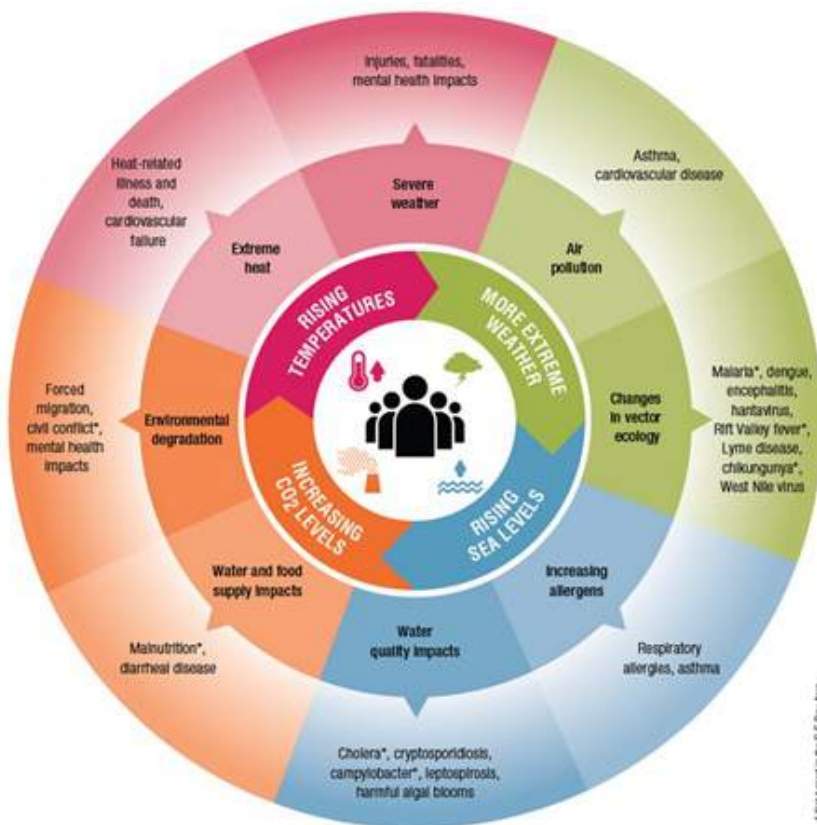 Injuries, fatalities,
mental health impacts
Severe
weather
Asthma,
cardiovascular disease
Air
pollution
Malaria*, dengue,
encephalitis,
hantavirus,
Rift Valley fever*,
Lyme disease,
chikungunya*,
West Nile virus
Changes
in vector
ecology
Respiratory
allergies, asthma
Increasing
allergens
Cholera*, cryptosporidiosis,
campylobacter*, leptospirosis,
harmful algal blooms
Water
quality impacts
Malnutrition*,
diarrheal disease
Water and food
supply impacts
Forced
migration,
civil conflict*,
mental health
impacts
Environmental
degradation
Heat-related
illness and
death,
cardiovascular
failure
Extreme
heat
RISING
TEMPERATURES
MORE EXTREME
WEATHER
RISING
SEA LEVELS
INCREASING
CO2 LEVELS